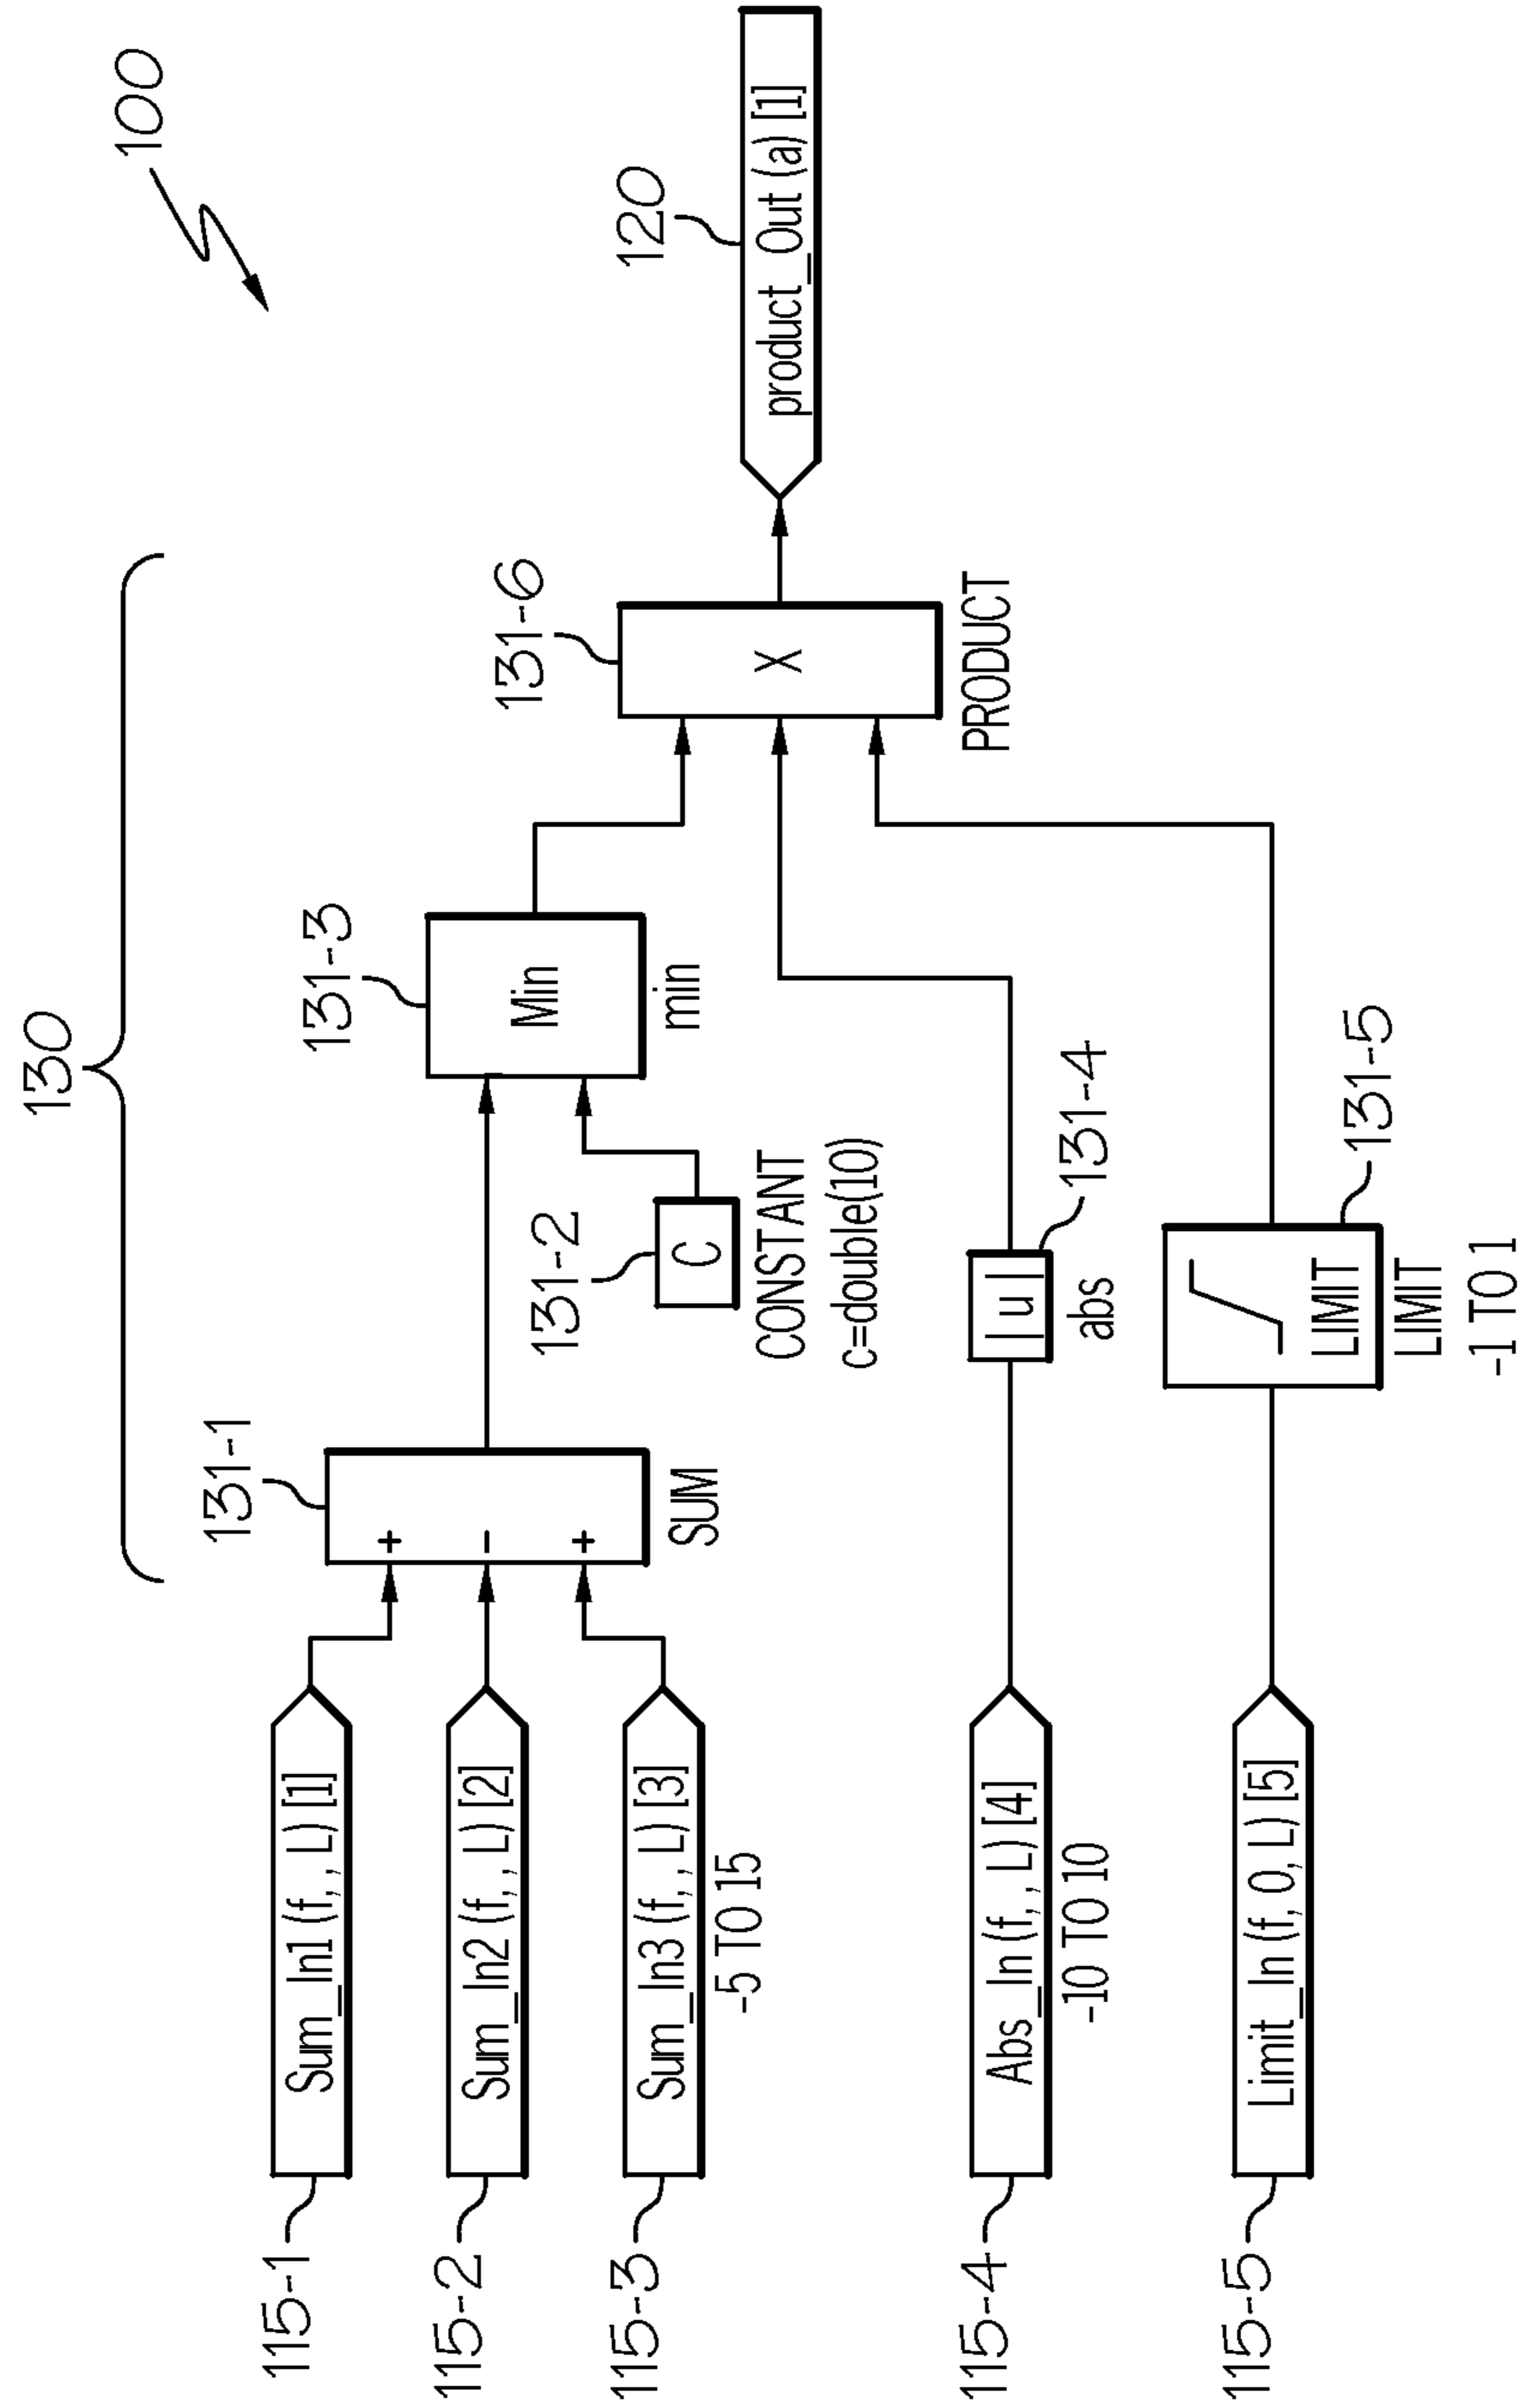 100
130
131-1
131-3
131-6
120
115-1
Sum_In1 (f, , L) [1]
+
115-2
Sum_In2 (f, , L) [2]
-
115-3
Sum_In3 (f, , L) [3]
-5 TO 15
+
SUM
131-2
C
CONSTANT
c=double(10)
Min
min
X
PRODUCT
product_Out (a) [1]
115-4
Abs_In (f, , L) [4]
-10 TO 10
|u|
abs
131-4
115-5
Limit_In (f, 0, L) [5]
LIMIT
LIMIT
-1 TO 1
131-5